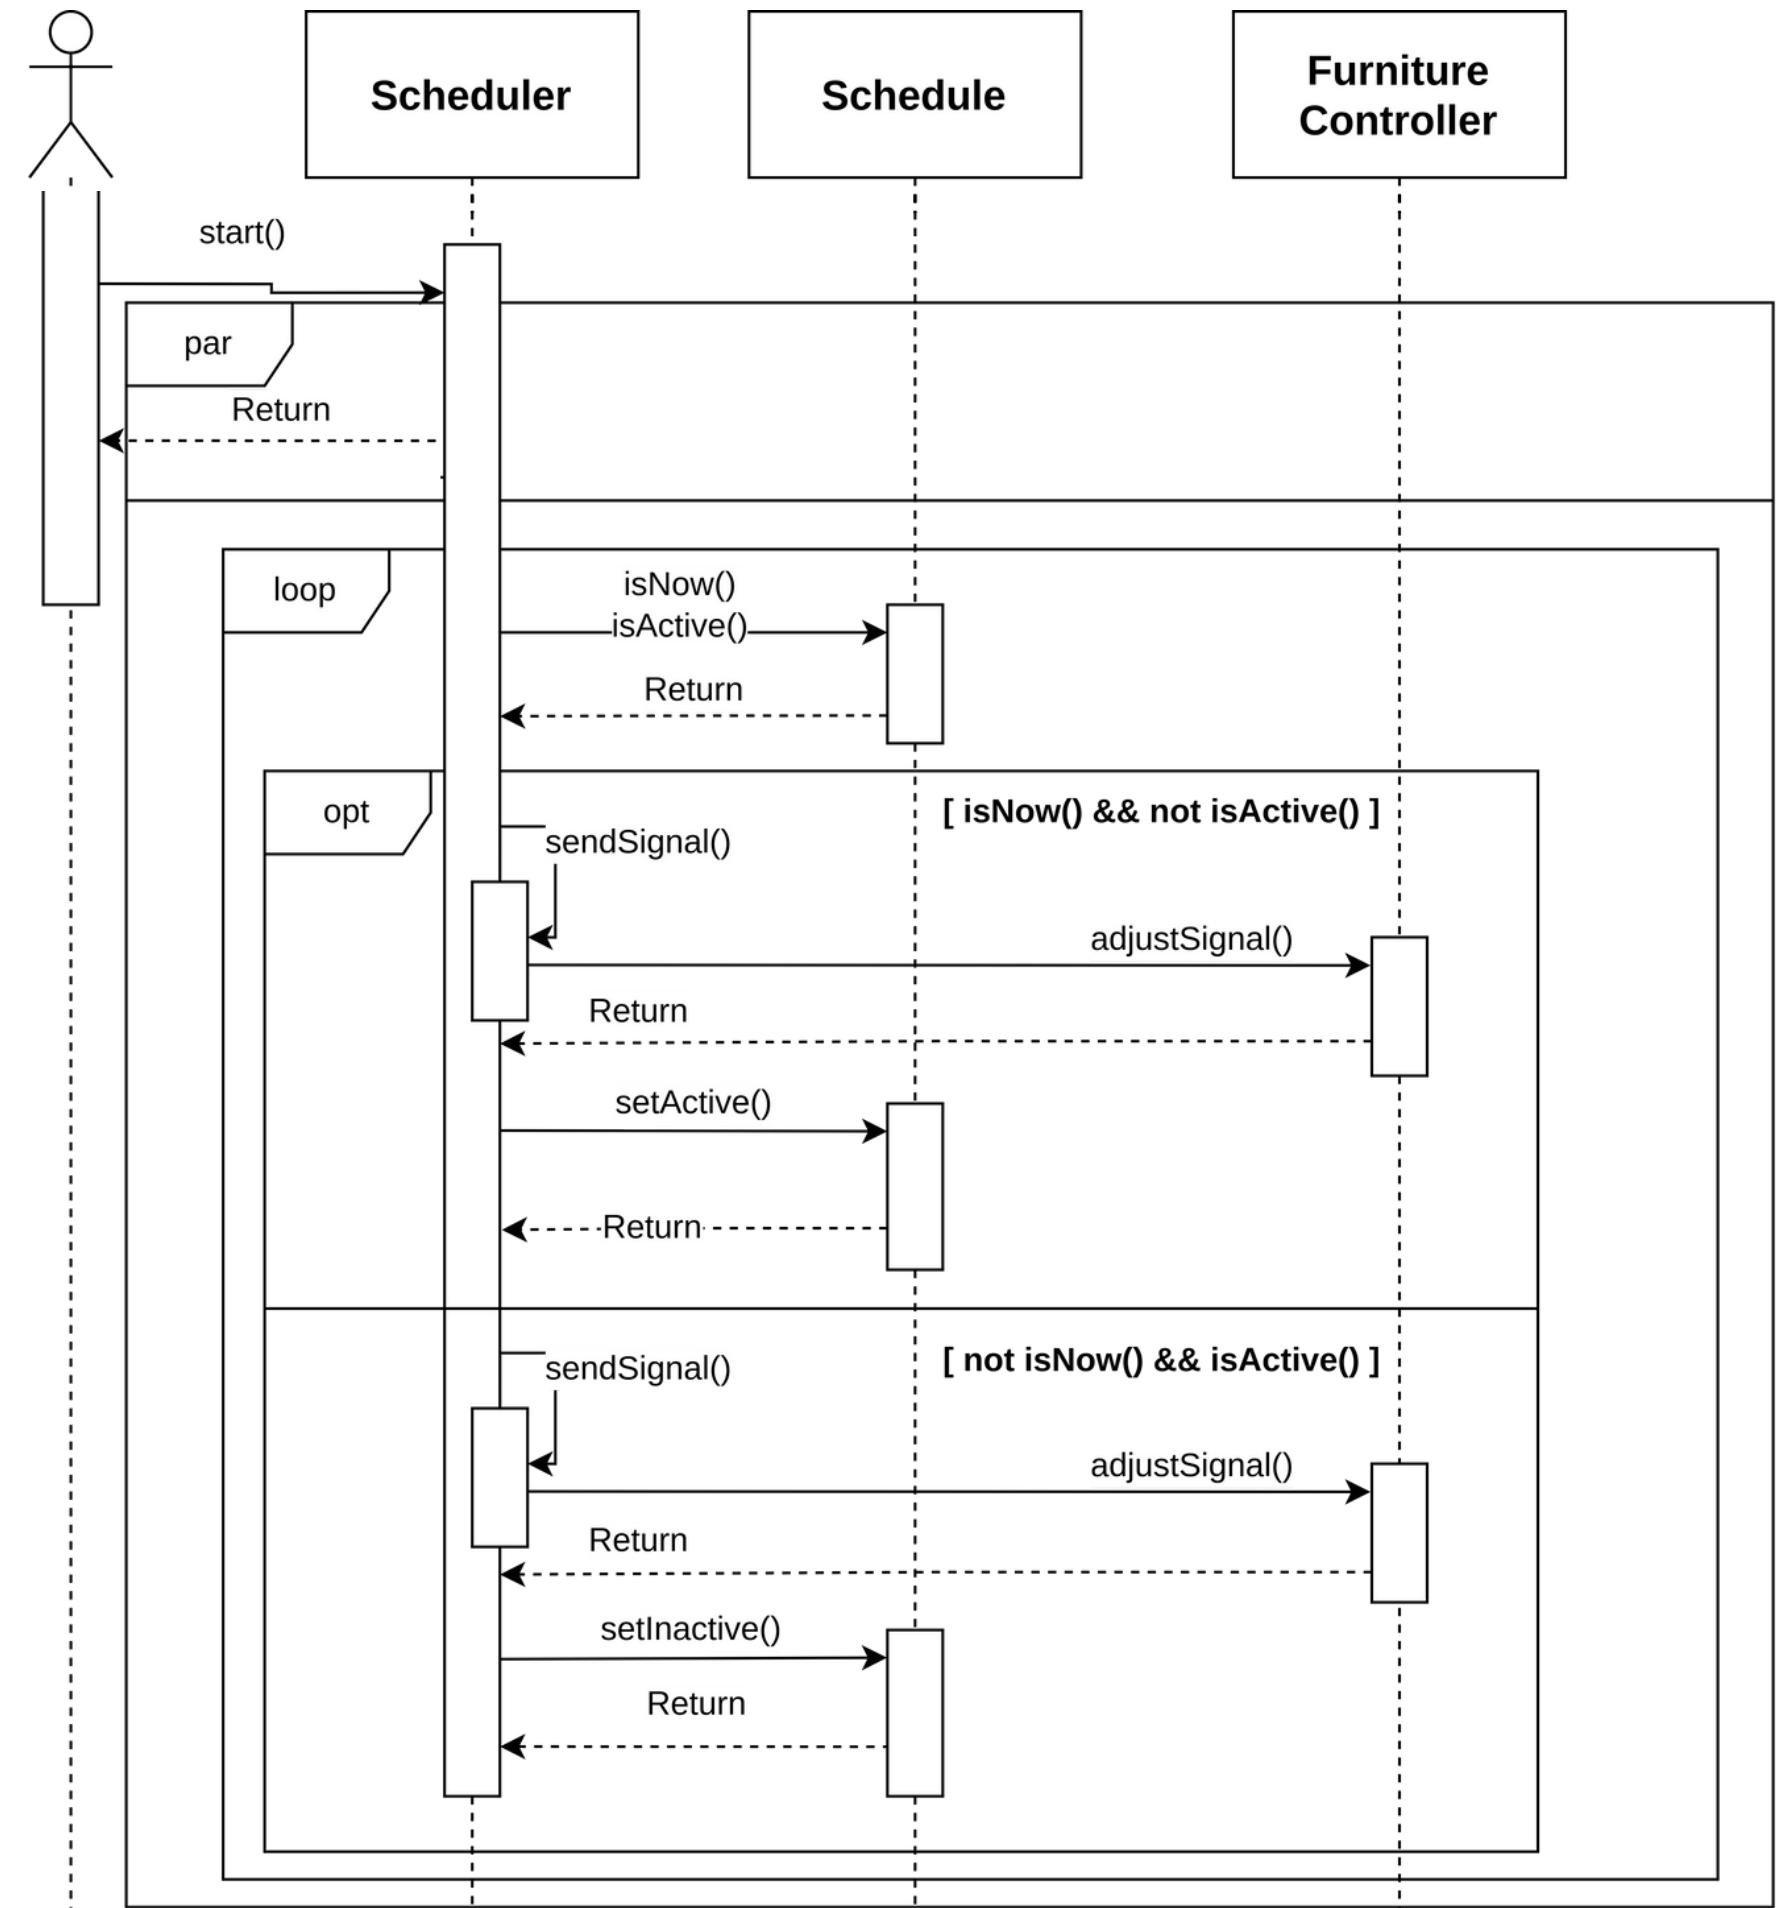 Scheduler
Schedule
Furniture
Controller
start()
par
Return
loop
isNow()
isActive()
Return
opt
[ isNow() && not isActive() ]
sendSignal()
adjustSignal()
Return
setActive()
Return
[ not isNow() && isActive() ]
sendSignal()
adjustSignal()
Return
setInactive()
Return